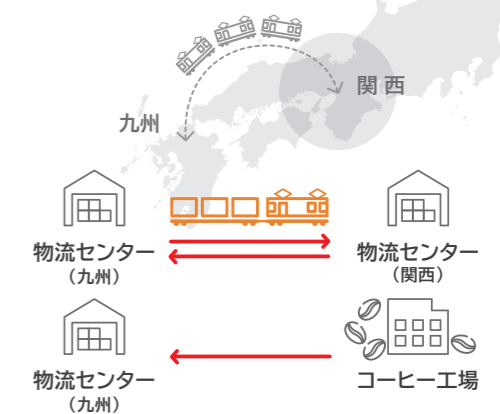 関西
九州
物流センター
（九州）
物流センター
（関西）
物流センター
（九州）
コーヒー工場